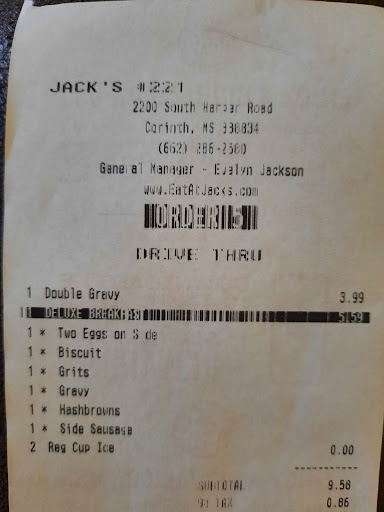 JACK'S #221
2200 South Harper Road
Corinth, MS 338834
(662) 286-2580
General Manager - Evelyn Jackson
www.EatAtJacks.com
ORDER 5
DRIVE THRU
1 Double Gravy 3.99
DELUXE BREAKFAST 5.59
1 * Two Eggs on Side
1 * Biscuit
1 * Grits
1 * Gravy
1 * Hashbrowns
1 * Side Sausage
2 Reg Cup Ice 0.00
SUBTOTAL 9.58
9% TAX 0.86